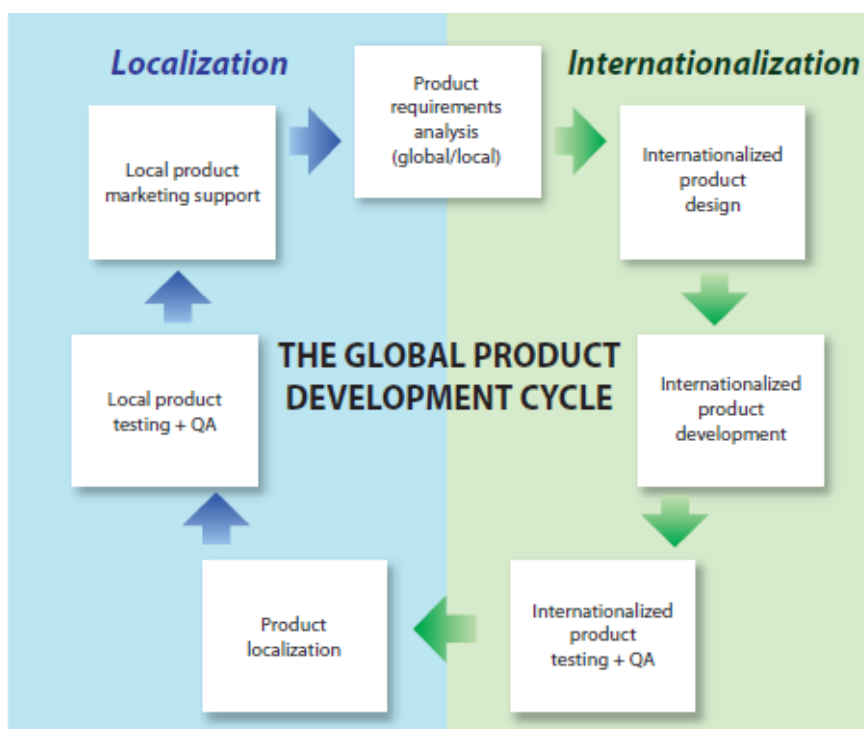 Localization
Internationalization
Product
requirements
analysis
(global/local)
Internationalized
product
design
Local product
marketing support
THE GLOBAL PRODUCT
DEVELOPMENT CYCLE
Internationalized
product
development
Local product
testing + QA
Internationalized
product
testing + QA
Product
localization